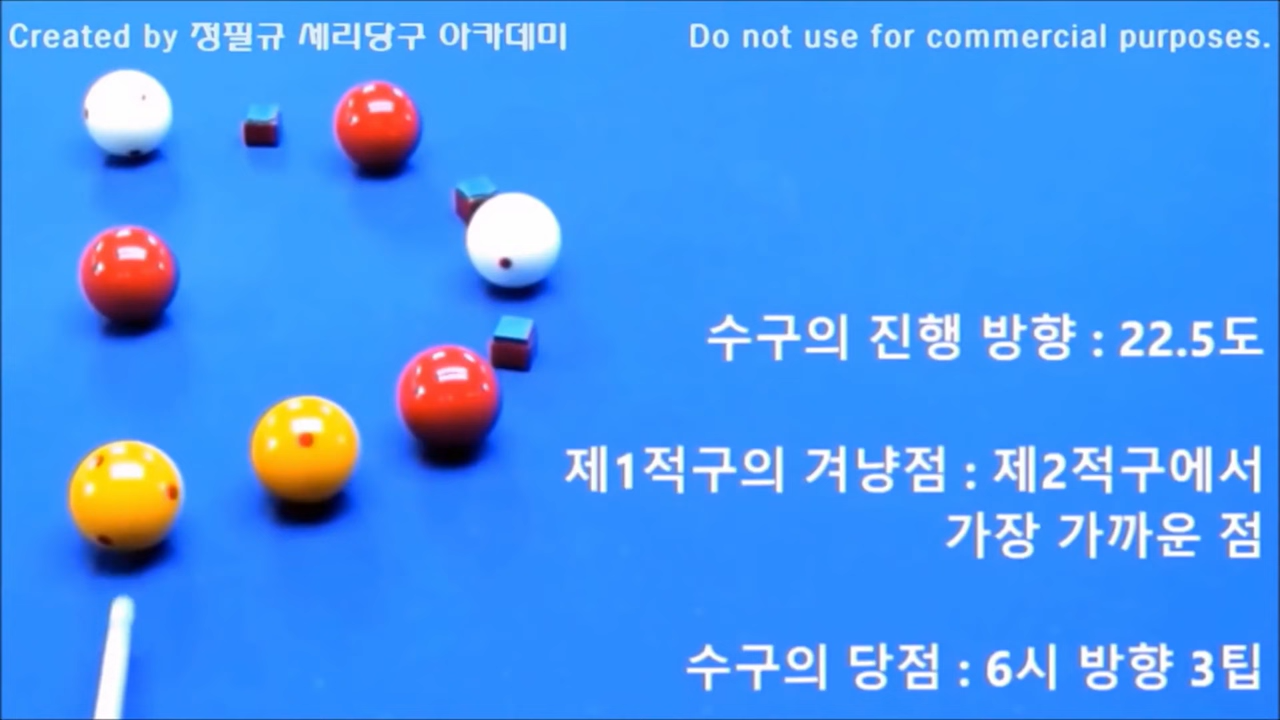 Created by 정필규 세리당구 아카데미
Do not use for commercial purposes.
수구의 진행 방향 : 22.5도
제1적구의 겨냥점 : 제2적구에서
가장 가까운 점
수구의 당점 : 6시 방향 3팁